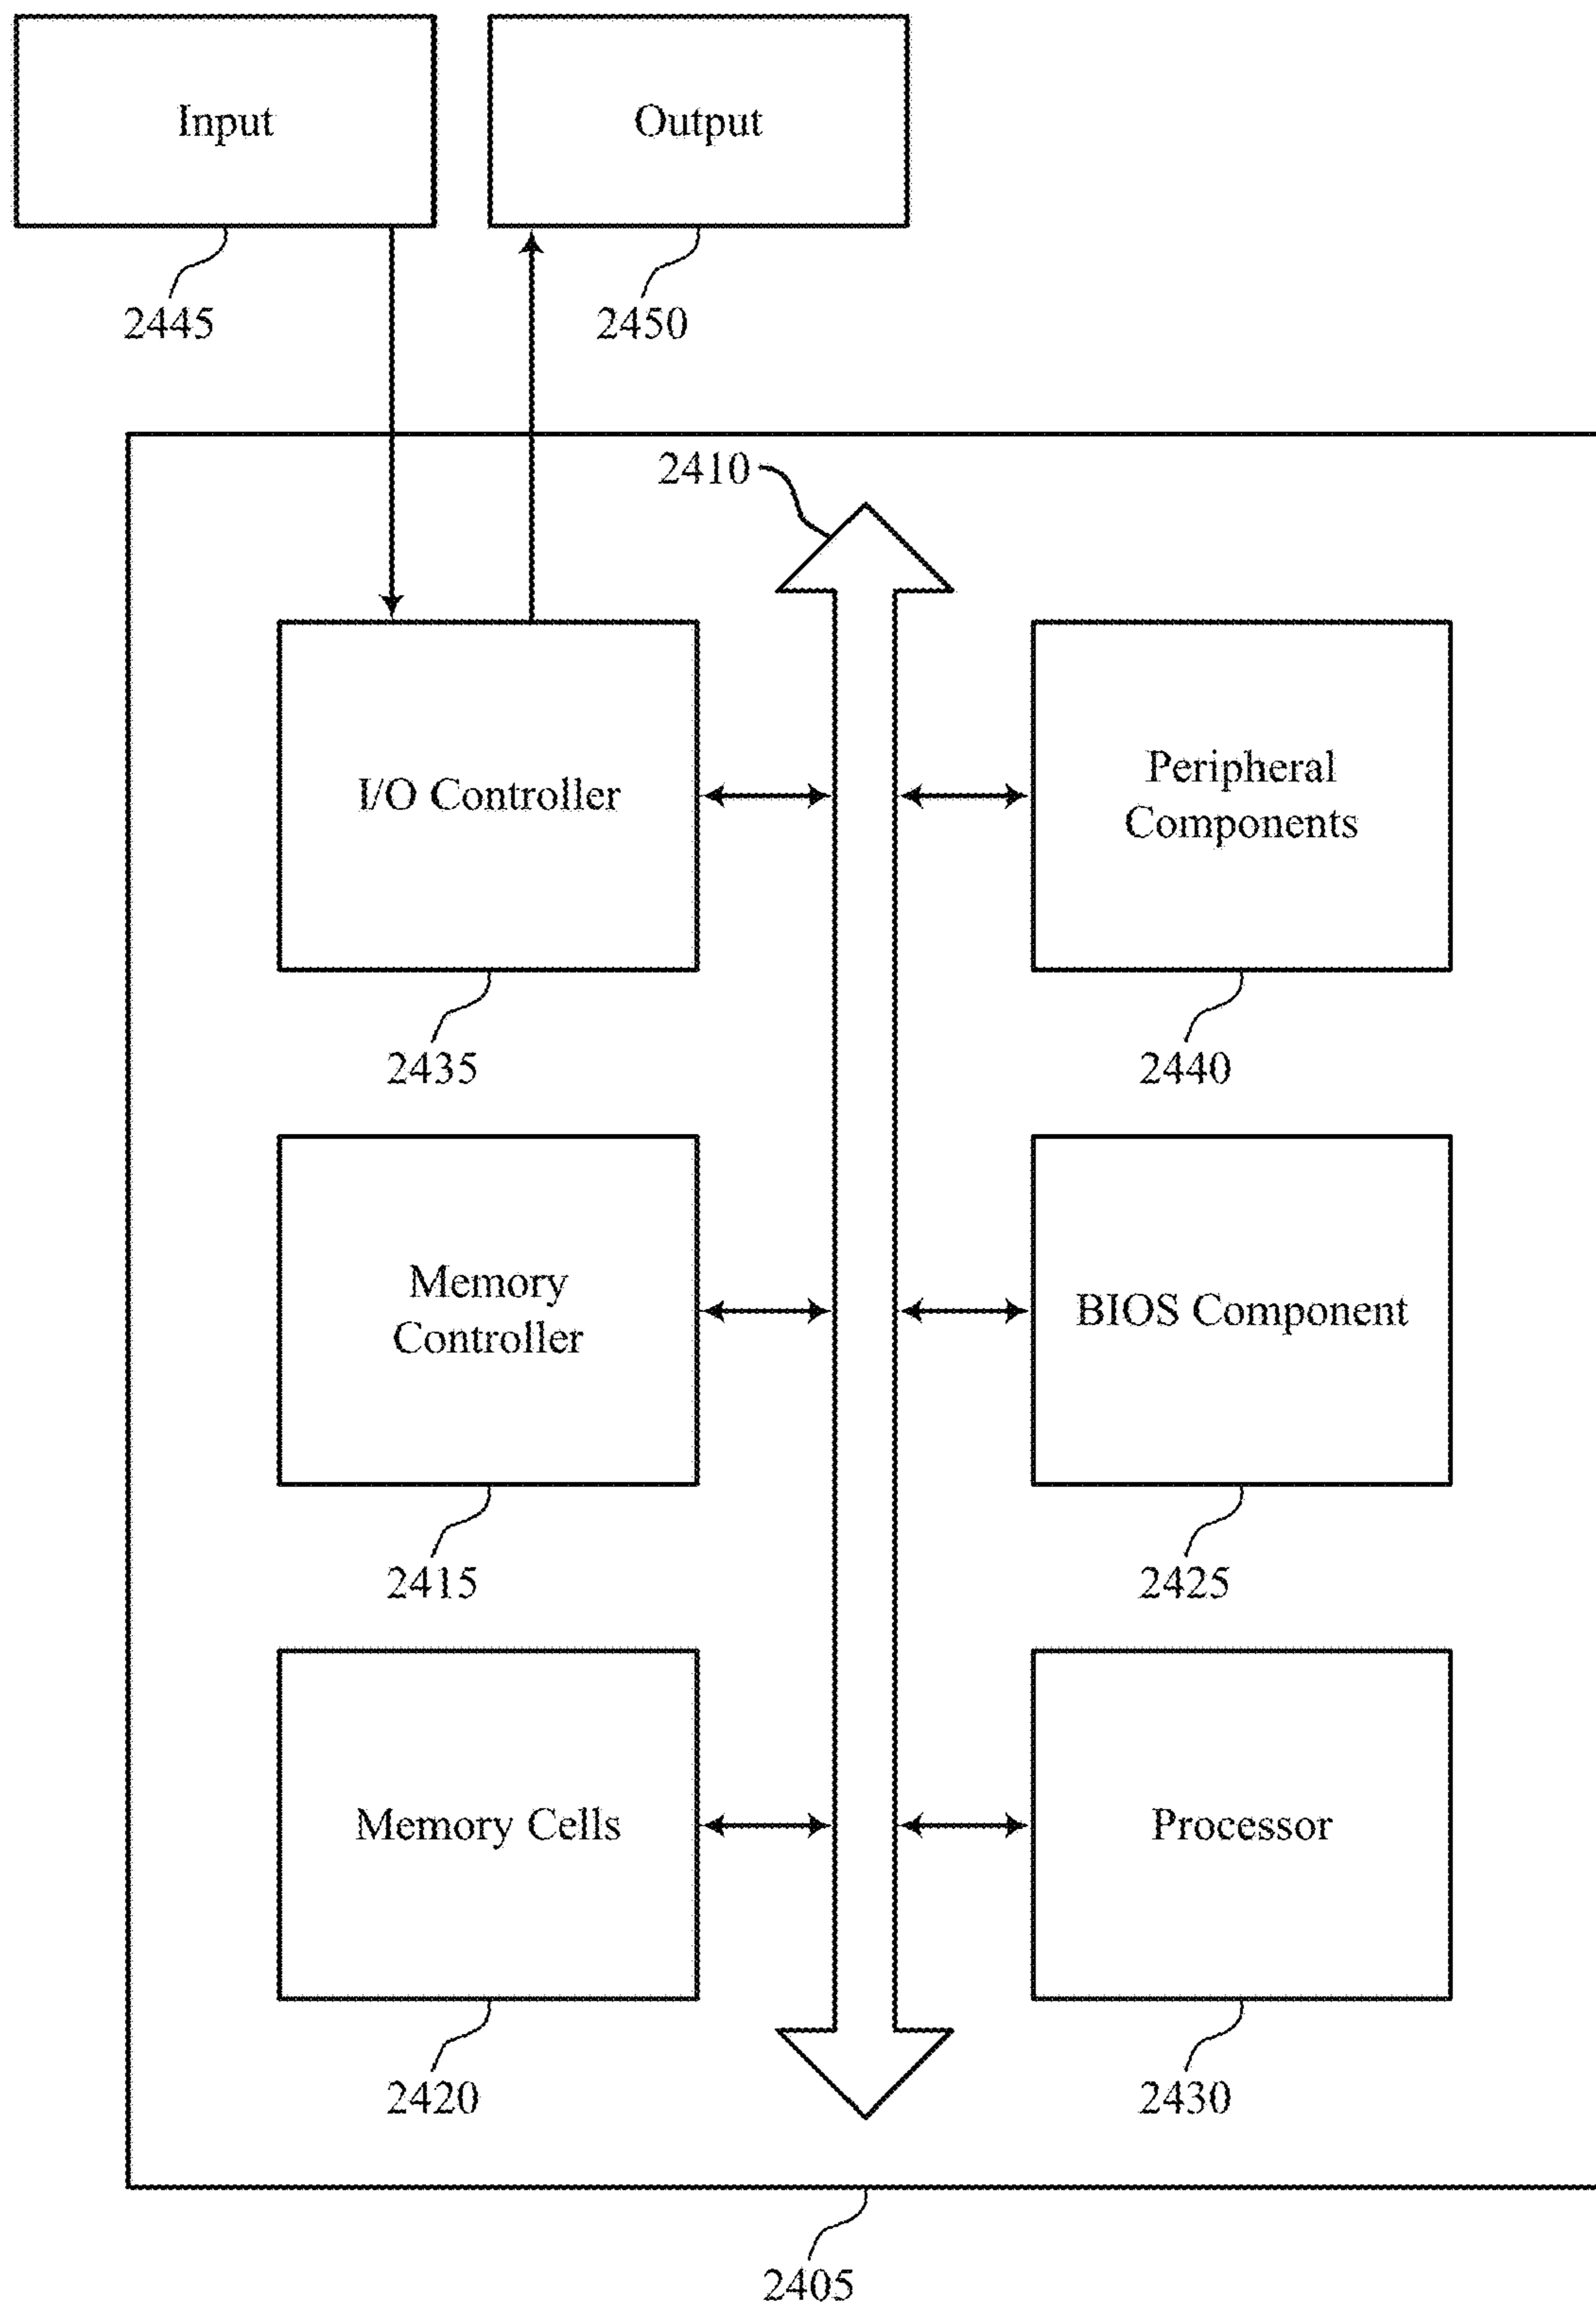 Input
Output
2445
2450
2410
I/O Controller
Peripheral
Components
2435
2440
Memory
Controller
BIOS Component
2415
2425
Memory Cells
Processor
2420
2430
2405